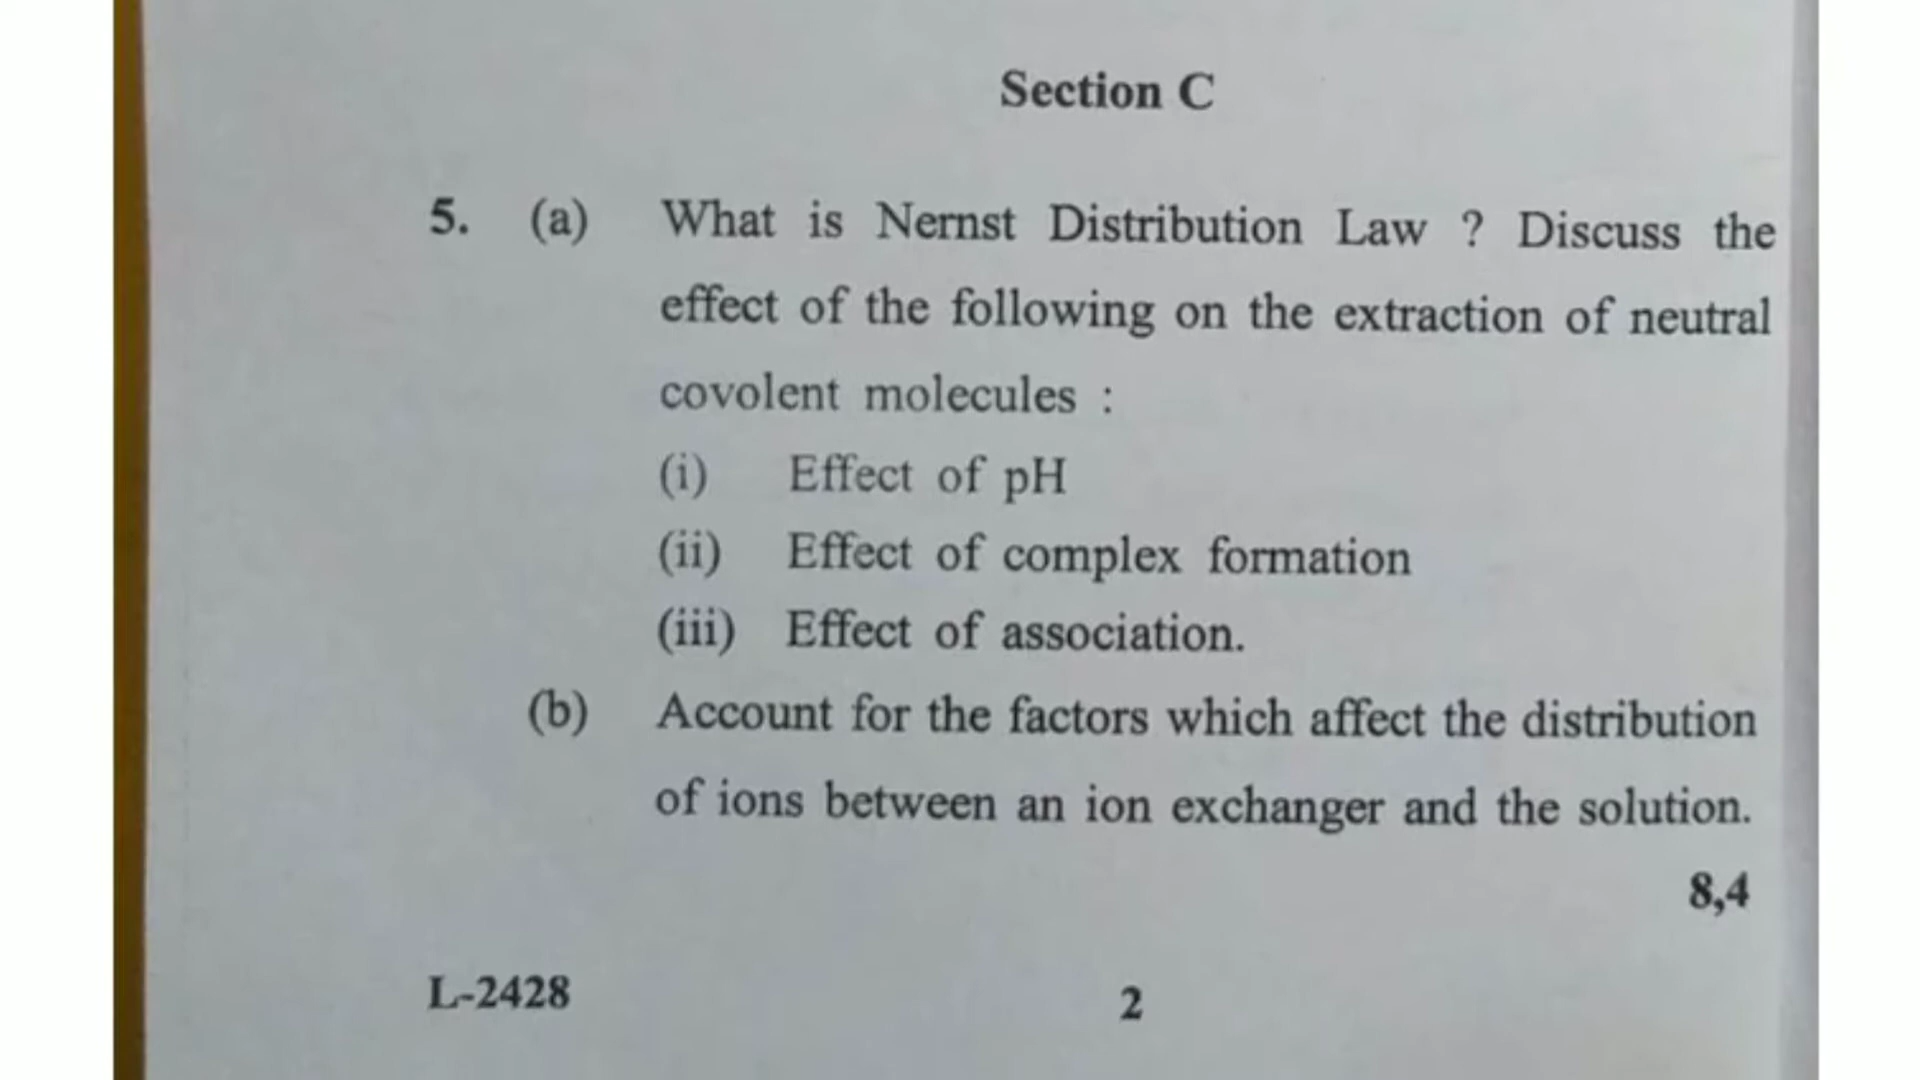 Section C
5. (a) What is Nernst Distribution Law ? Discuss the
effect of the following on the extraction of neutral
covolent molecules :
(i) Effect of pH
(ii) Effect of complex formation
(iii) Effect of association.
(b) Account for the factors which affect the distribution
of ions between an ion exchanger and the solution.
8,4
L-2428 2